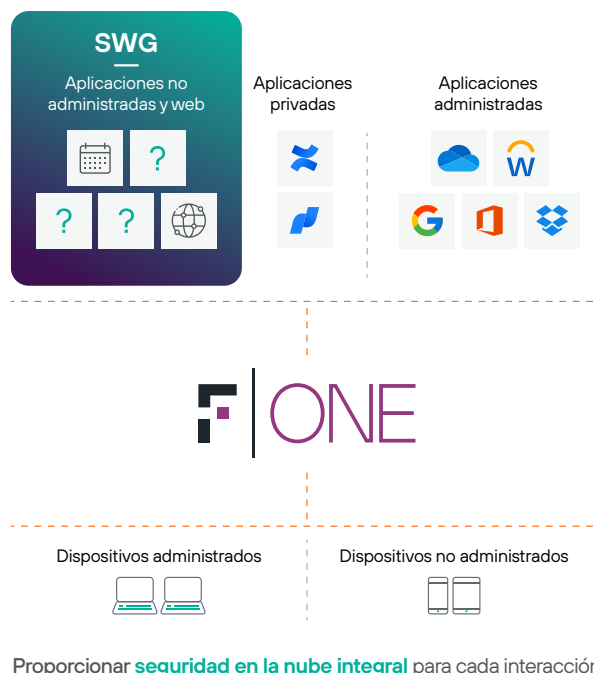 SWG
Aplicaciones no
administradas y web
?
?
?
Aplicaciones
privadas
Aplicaciones
administradas
W
G
F|ONE
Dispositivos administrados
Dispositivos no administrados
Proporcionar seguridad en la nube integral para cada interacción